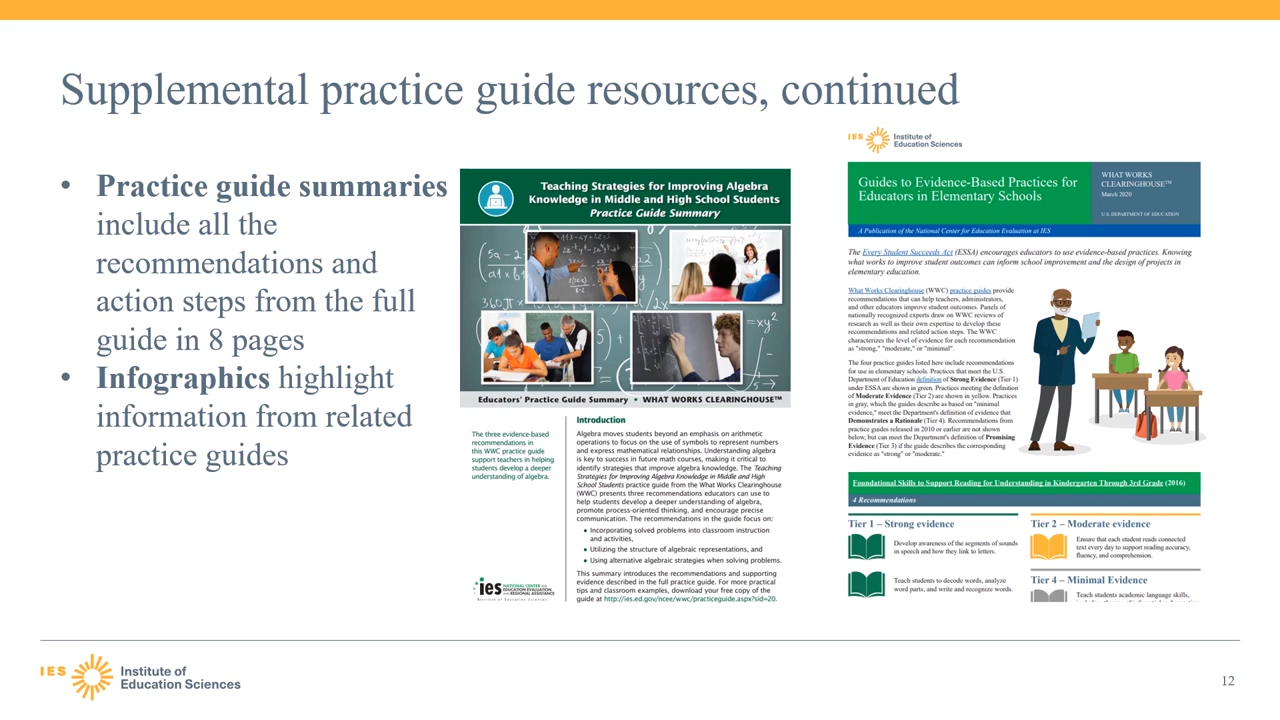 Supplemental practice guide resources, continued
• Practice guide summaries
include all the
recommendations and
action steps from the full
guide in 8 pages
• Infographics highlight
information from related
practice guides
Teaching Strategies for Improving Algebra
Knowledge in Middle and High School Students
Practice Guide Summary
Educators' Practice Guide Summary • WHAT WORKS CLEARINGHOUSE™
The three evidence-based
recommendations in
this WWC practice guide
support teachers in helping
students develop a deeper
understanding of algebra.
ies NATIONAL CENTER FOR
EDUCATION EVALUATION
AND REGIONAL ASSISTANCE
Institute of Education Sciences
Introduction
Algebra moves students beyond an emphasis on arithmetic
operations to focus on the use of symbols to represent numbers
and express mathematical relationships. Understanding algebra
is key to success in future math courses, making it critical to
identify strategies that improve algebra knowledge. The Teaching
Strategies for Improving Algebra Knowledge in Middle and High
School Students practice guide from the What Works Clearinghouse
(WWC) presents three recommendations educators can use to
help students develop a deeper understanding of algebra,
promote process-oriented thinking, and encourage precise
communication. The recommendations in the guide focus on:
• Incorporating solved problems into classroom instruction
and activities,
• Utilizing the structure of algebraic representations, and
• Using alternative algebraic strategies when solving problems.
This summary introduces the recommendations and supporting
evidence described in the full practice guide. For more practical
tips and classroom examples, download your free copy of the
guide at http://ies.ed.gov/ncee/wwc/practiceguide.aspx?sid=20.
IES Institute of
Education Sciences
Guides to Evidence-Based Practices for
Educators in Elementary Schools
WHAT WORKS
CLEARINGHOUSE™
March 2020
U.S. DEPARTMENT OF EDUCATION
A Publication of the National Center for Education Evaluation at IES
The Every Student Succeeds Act (ESSA) encourages educators to use evidence-based practices. Knowing
what works to improve student outcomes can inform school improvement and the design of projects in
elementary education.
What Works Clearinghouse (WWC) practice guides provide
recommendations that can help teachers, administrators,
and other educators improve student outcomes. Panels of
nationally recognized experts draw on WWC reviews of
research as well as their own expertise to develop these
recommendations and related action steps. The WWC
characterizes the level of evidence for each recommendation
as "strong," "moderate," or "minimal".
The four practice guides listed here include recommendations
for use in elementary schools. Practices that meet the U.S.
Department of Education definition of Strong Evidence (Tier 1)
under ESSA are shown in green. Practices meeting the definition
of Moderate Evidence (Tier 2) are shown in yellow. Practices
in gray, which the guides describe as based on "minimal
evidence," meet the Department's definition of evidence that
Demonstrates a Rationale (Tier 4). Recommendations from
practice guides released in 2010 or earlier are not shown
below, but can meet the Department's definition of Promising
Evidence (Tier 3) if the guide describes the corresponding
evidence as "strong" or "moderate."
Foundational Skills to Support Reading for Understanding in Kindergarten Through 3rd Grade (2016)
4 Recommendations
Tier 1 – Strong evidence
Develop awareness of the segments of sounds
in speech and how they link to letters.
Teach students to decode words, analyze
word parts, and write and recognize words.
Tier 2 – Moderate evidence
Ensure that each student reads connected
text every day to support reading accuracy,
fluency, and comprehension.
Tier 4 – Minimal Evidence
Teach students academic language skills,
IES Institute of
Education Sciences
12